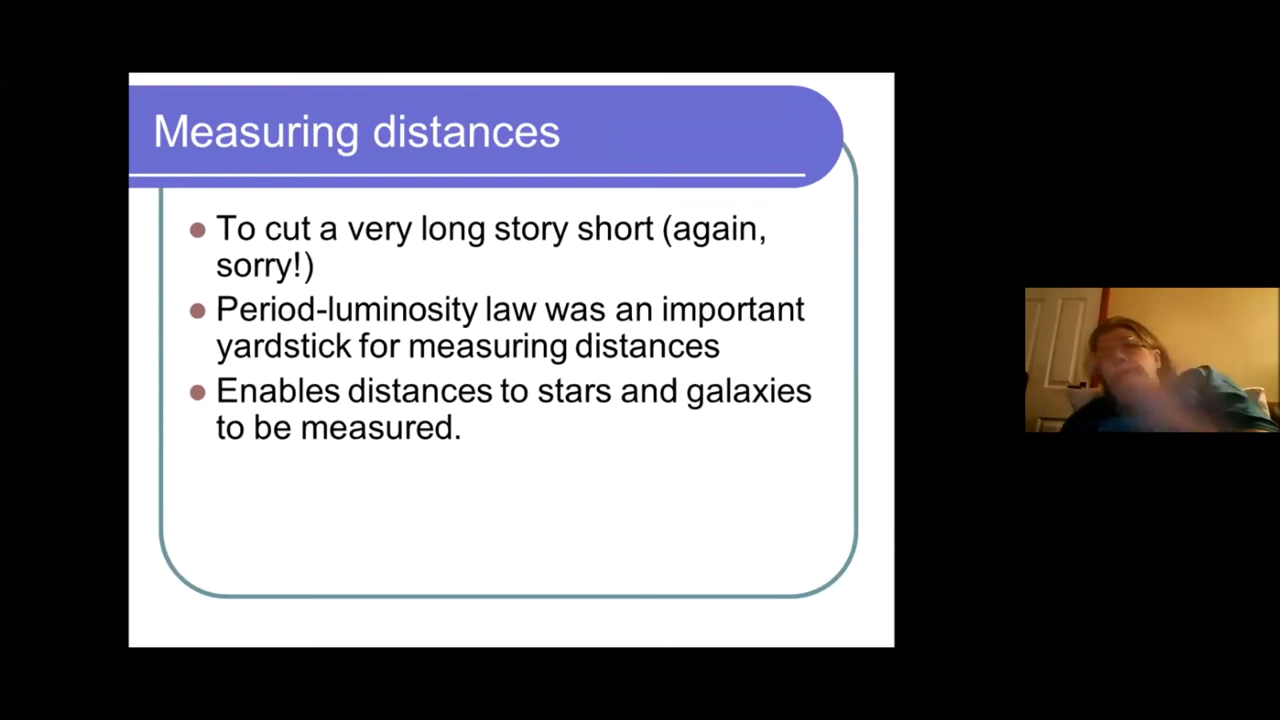 Measuring distances
To cut a very long story short (again,
sorry!)
Period-luminosity law was an important
yardstick for measuring distances
Enables distances to stars and galaxies
to be measured.